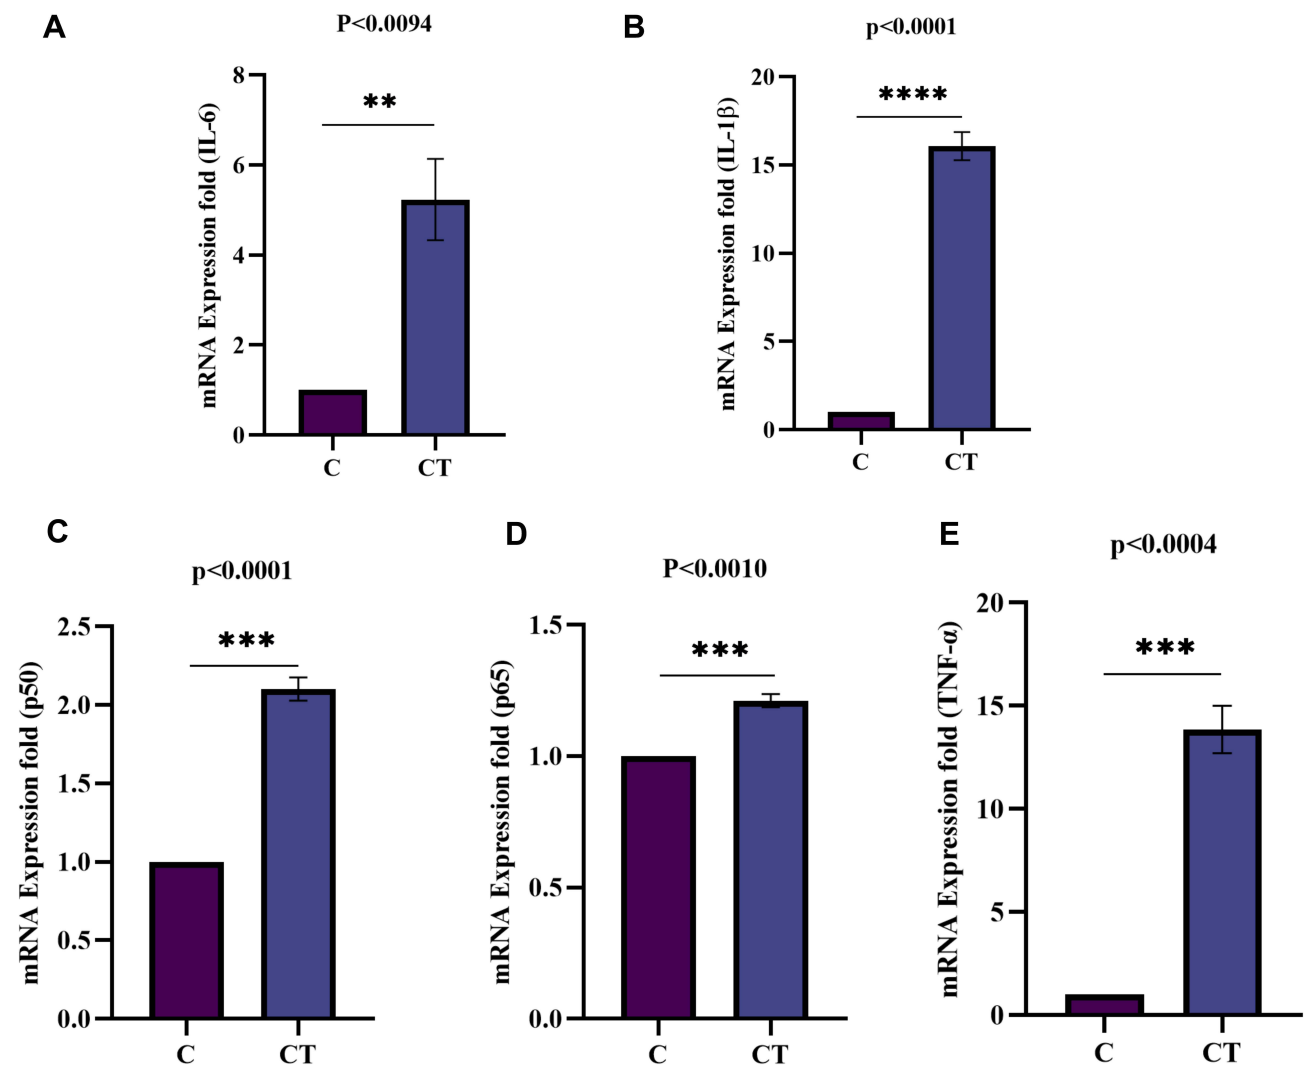 A
P<0.0094
**
mRNA Expression fold (IL-6)
8
6
4
2
0
C
CT
B
p<0.0001
****
mRNA Expression fold (IL-1β)
20
15
10
5
0
C
CT
C
p<0.0001
***
mRNA Expression fold (p50)
2.5
2.0
1.5
1.0
0.5
0.0
C
CT
D
P<0.0010
***
mRNA Expression fold (p65)
1.5
1.0
0.5
0.0
C
CT
E
p<0.0004
***
mRNA Expression fold (TNF-α)
20
15
10
5
0
C
CT